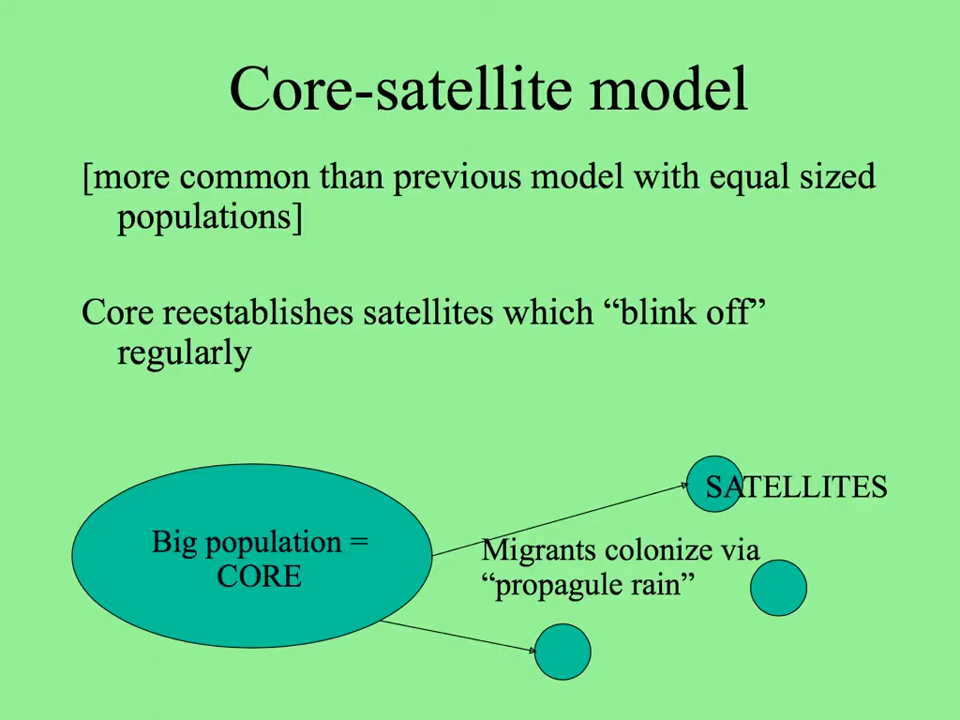 Core-satellite model
[more common than previous model with equal sized
populations]
Core reestablishes satellites which “blink off”
regularly
Big population =
CORE
SATELLITES
Migrants colonize via
“propagule rain”